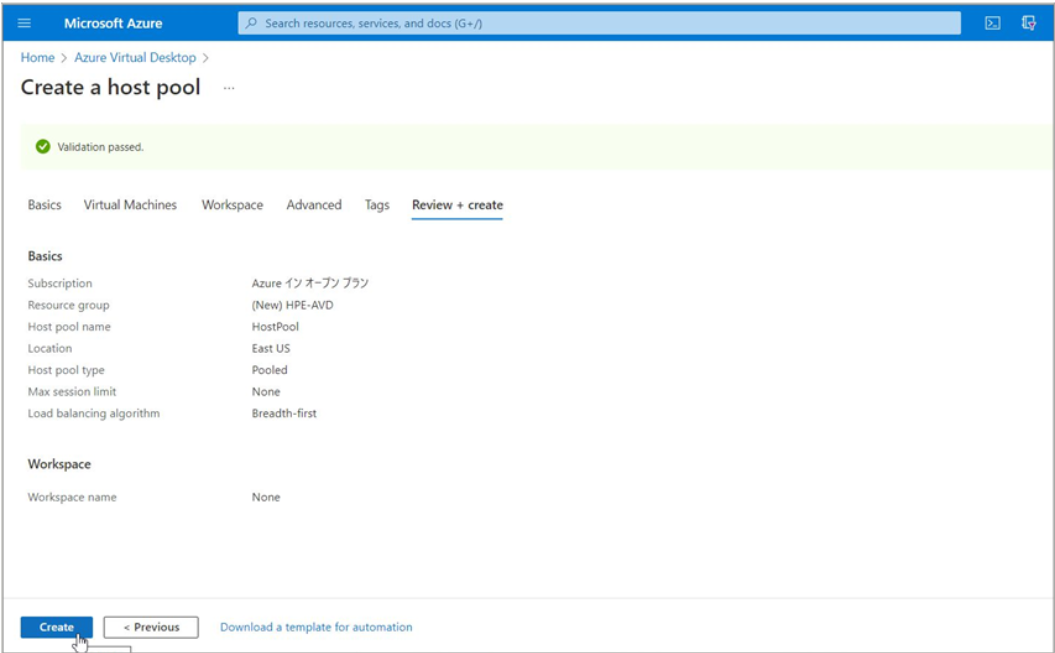 Microsoft Azure
Search resources, services, and docs (G+/)
Home > Azure Virtual Desktop >
Create a host pool ...
Validation passed.
Basics Virtual Machines Workspace Advanced Tags Review + create
Basics
Subscription Azure イン オープン プラン
Resource group (New) HPE-AVD
Host pool name HostPool
Location East US
Host pool type Pooled
Max session limit None
Load balancing algorithm Breadth-first
Workspace
Workspace name None
Create < Previous Download a template for automation